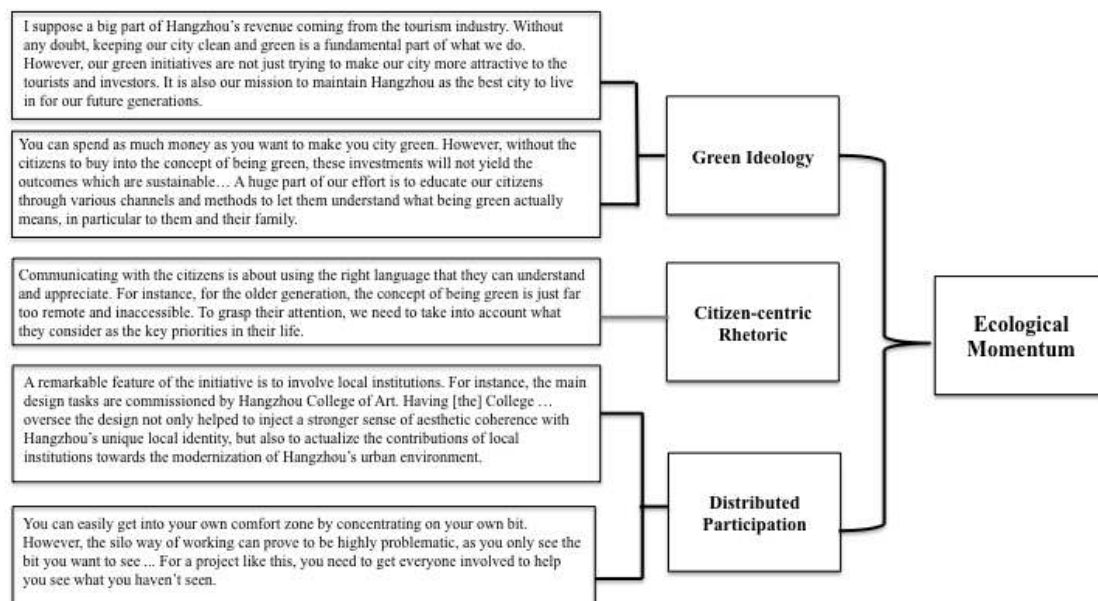 I suppose a big part of Hangzhou’s revenue coming from the tourism industry. Without
any doubt, keeping our city clean and green is a fundamental part of what we do.
However, our green initiatives are not just trying to make our city more attractive to the
tourists and investors. It is also our mission to maintain Hangzhou as the best city to live
in for our future generations.
You can spend as much money as you want to make you city green. However, without the
citizens to buy into the concept of being green, these investments will not yield the
outcomes which are sustainable… A huge part of our effort is to educate our citizens
through various channels and methods to let them understand what being green actually
means, in particular to them and their family.
Green Ideology
Communicating with the citizens is about using the right language that they can understand
and appreciate. For instance, for the older generation, the concept of being green is just far
too remote and inaccessible. To grasp their attention, we need to take into account what
they consider as the key priorities in their life.
Citizen-centric
Rhetoric
A remarkable feature of the initiative is to involve local institutions. For instance, the main
design tasks are commissioned by Hangzhou College of Art. Having [the] College …
oversee the design not only helped to inject a stronger sense of aesthetic coherence with
Hangzhou’s unique local identity, but also to actualize the contributions of local
institutions towards the modernization of Hangzhou’s urban environment.
You can easily get into your own comfort zone by concentrating on your own bit.
However, the silo way of working can prove to be highly problematic, as you only see the
bit you want to see ... For a project like this, you need to get everyone involved to help
you see what you haven’t seen.
Distributed
Participation
Ecological
Momentum